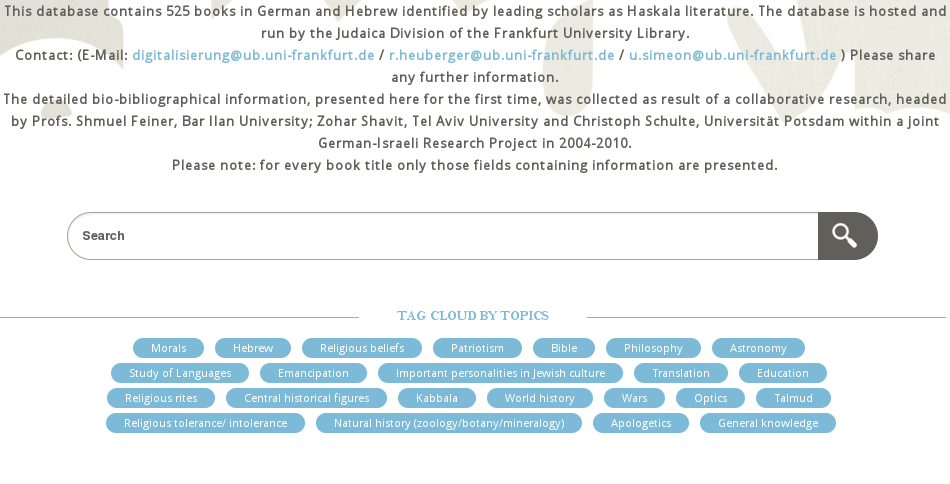 This database contains 525 books in German and Hebrew identified by leading scholars as Haskala literature. The database is hosted and
run by the Judaica Division of the Frankfurt University Library.
Contact: (E-Mail: digitalisierung@ub.uni-frankfurt.de / r.heuberger@ub.uni-frankfurt.de / u.simeon@ub.uni-frankfurt.de ) Please share
any further information.
The detailed bio-bibliographical information, presented here for the first time, was collected as result of a collaborative research, headed
by Profs. Shmuel Feiner, Bar Ilan University; Zohar Shavit, Tel Aviv University and Christoph Schulte, Universität Potsdam within a joint
German-Israeli Research Project in 2004-2010.
Please note: for every book title only those fields containing information are presented.
Search
TAG CLOUD BY TOPICS
Morals Hebrew Religious beliefs Patriotism Bible Philosophy Astronomy
Study of Languages Emancipation Important personalities in Jewish culture Translation Education
Religious rites Central historical figures Kabbala World history Wars Optics Talmud
Religious tolerance/ intolerance Natural history (zoology/botany/mineralogy) Apologetics General knowledge